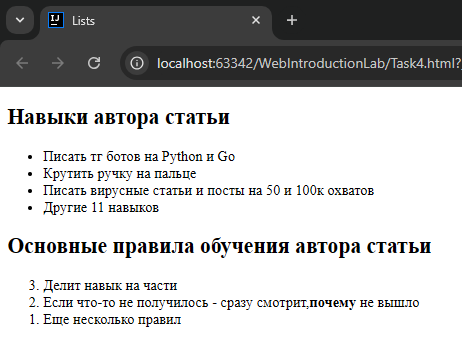 IJ
Lists
localhost:63342/WebIntroductionLab/Task4.html?
Навыки автора статьи
• Писать тг ботов на Python и Go
• Крутить ручку на пальце
• Писать вирусные статьи и посты на 50 и 100к охватов
• Другие 11 навыков
Основные правила обучения автора статьи
3. Делит навык на части
2. Если что-то не получилось - сразу смотрит,почему не вышло
1. Еще несколько правил